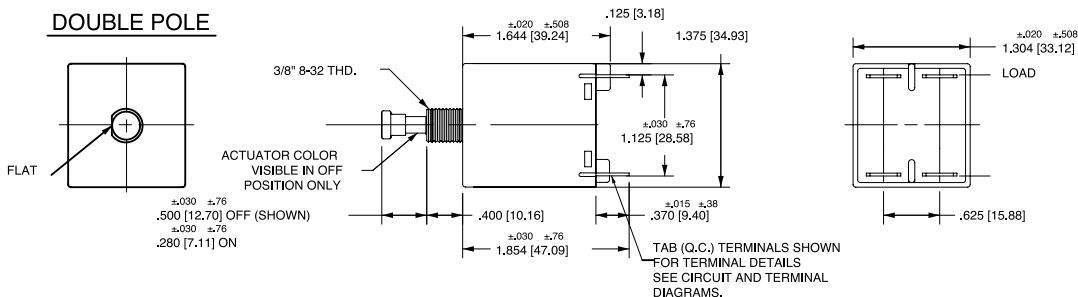 DOUBLE POLE
FLAT
±.030 ±.76
.500 [12.70] OFF (SHOWN)
±.030 ±.76
.280 [7.11] ON
3/8" 8-32 THD.
ACTUATOR COLOR
VISIBLE IN OFF
POSITION ONLY
±.020 ±.508
1.644 [39.24]
.125 [3.18]
1.375 [34.93]
±.030 ±.76
1.125 [28.58]
.400 [10.16]
±.015 ±.38
.370 [9.40]
±.030 ±.76
1.854 [47.09]
TAB (Q.C.) TERMINALS SHOWN
FOR TERMINAL DETAILS
SEE CIRCUIT AND TERMINAL
DIAGRAMS.
±.020 ±.508
1.304 [33.12]
LOAD
.625 [15.88]